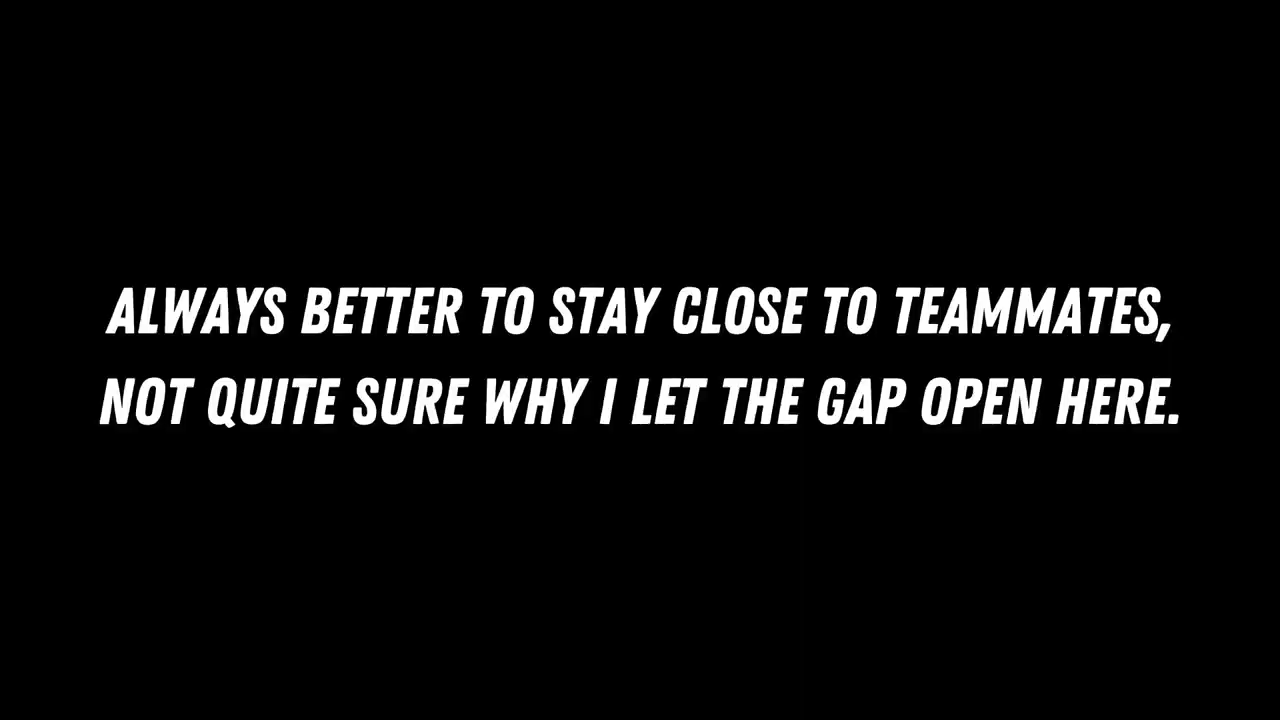 ALWAYS BETTER TO STAY CLOSE TO TEAMMATES,
NOT QUITE SURE WHY I LET THE GAP OPEN HERE.